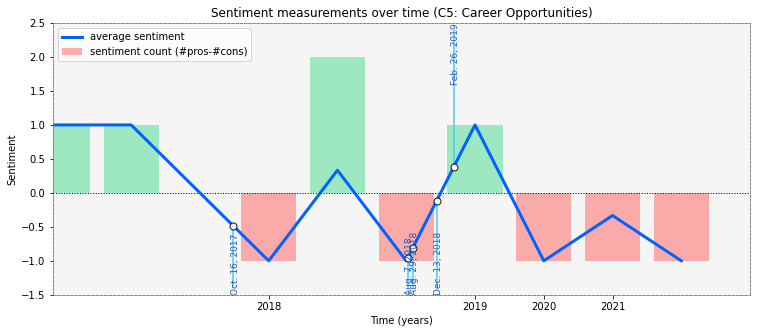 Sentiment measurements over time (C5: Career Opportunities)
average sentiment
sentiment count (#pros-#cons)
Sentiment
2.5
2.0
1.5
1.0
0.5
0.0
−0.5
−1.0
−1.5
Oct. 16, 2017
Dec. 13, 2018
Feb. 26, 2019
2018
2019
2020
2021
Time (years)